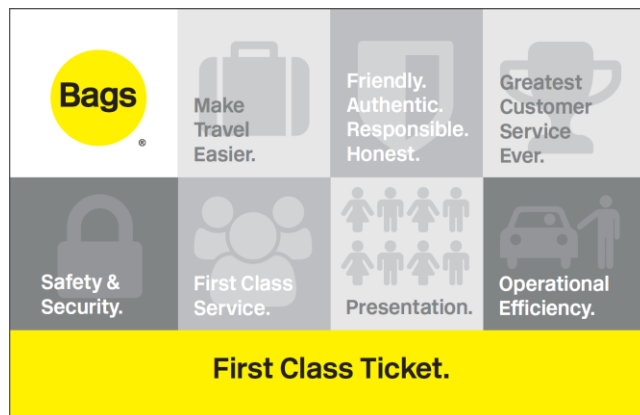 Bags
®
Make
Travel
Easier.
Friendly.
Authentic.
Responsible.
Honest.
Greatest
Customer
Service
Ever.
Safety &
Security.
First Class
Service.
Presentation.
Operational
Efficiency.
First Class Ticket.